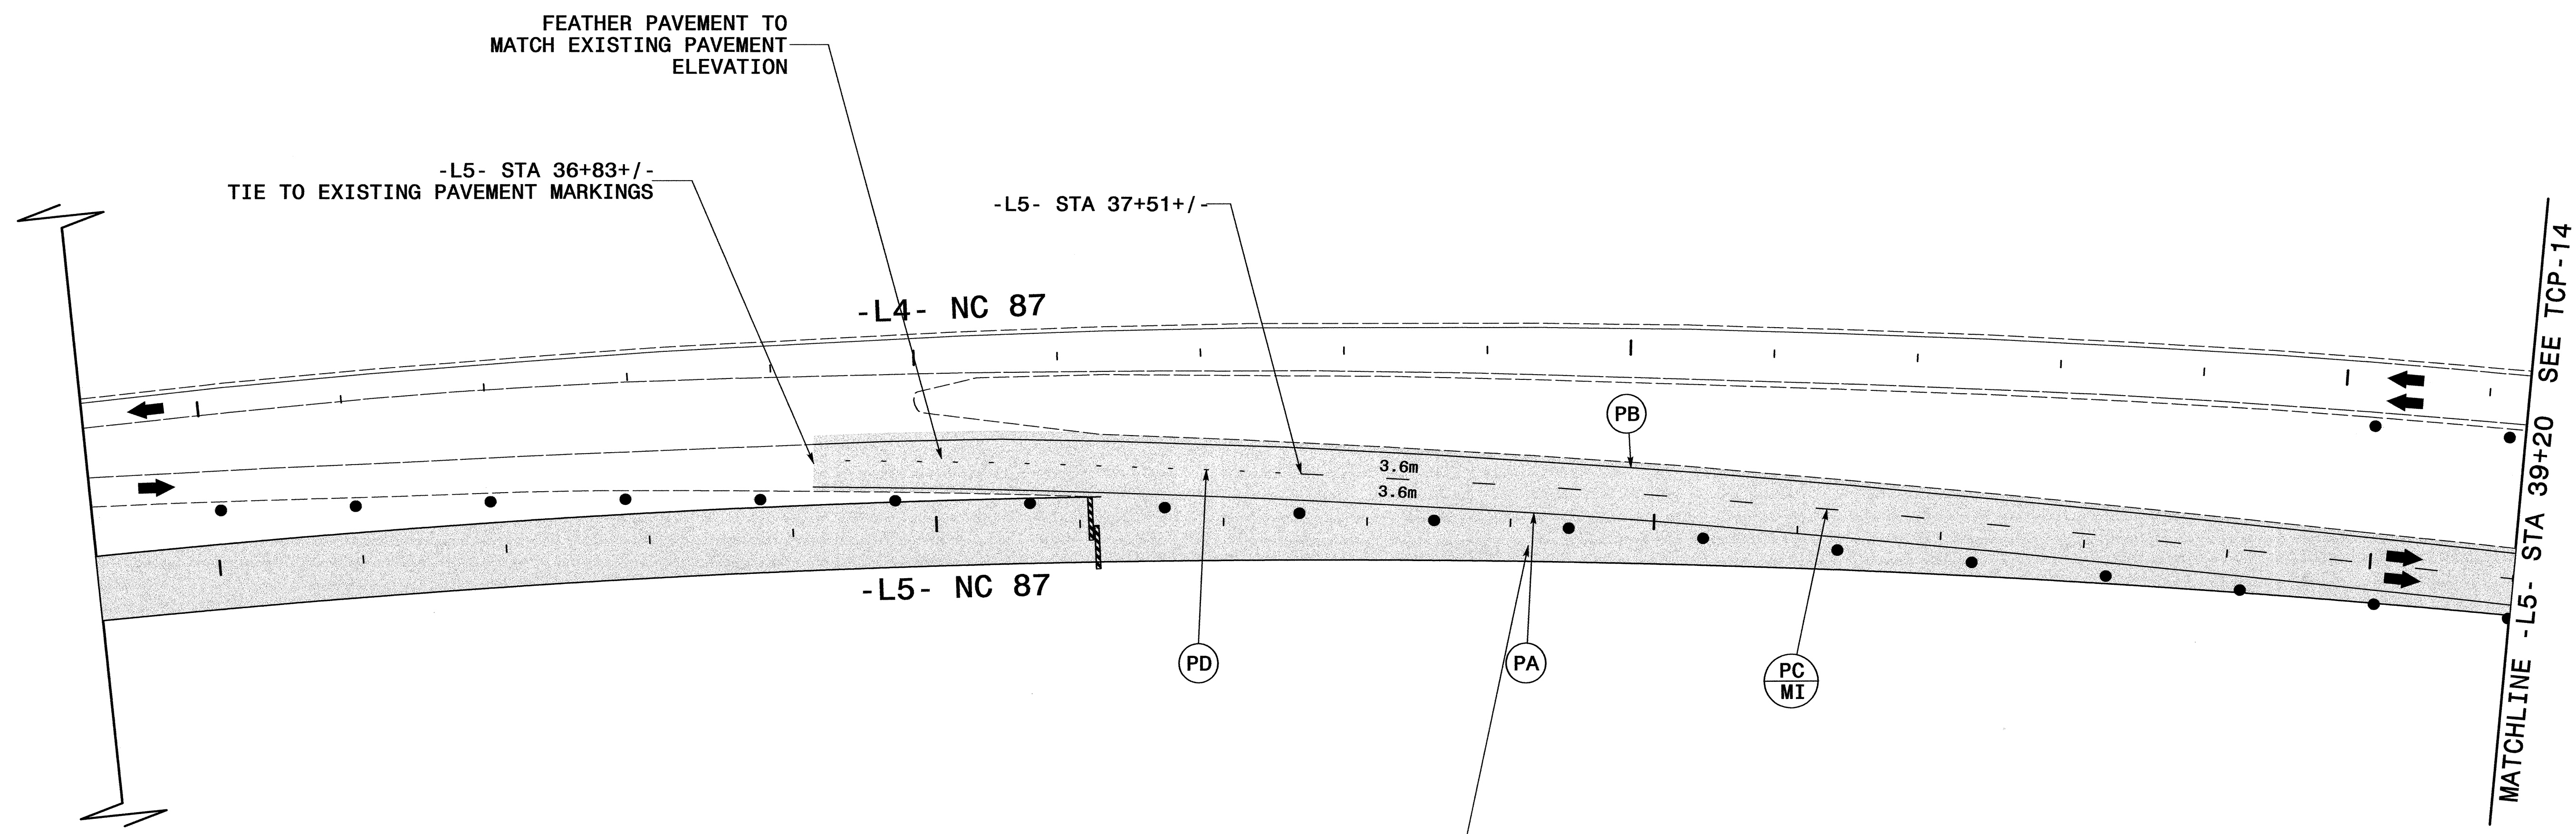 FEATHER PAVEMENT TO
MATCH EXISTING PAVEMENT
ELEVATION
-L5- STA 36+83+/-
TIE TO EXISTING PAVEMENT MARKINGS
-L5- STA 37+51+/-
-L4- NC 87
PB
3.6m
3.6m
-L5- NC 87
PD
PA
PC
MI
MATCHLINE -L5- STA 39+20 SEE TCP-14